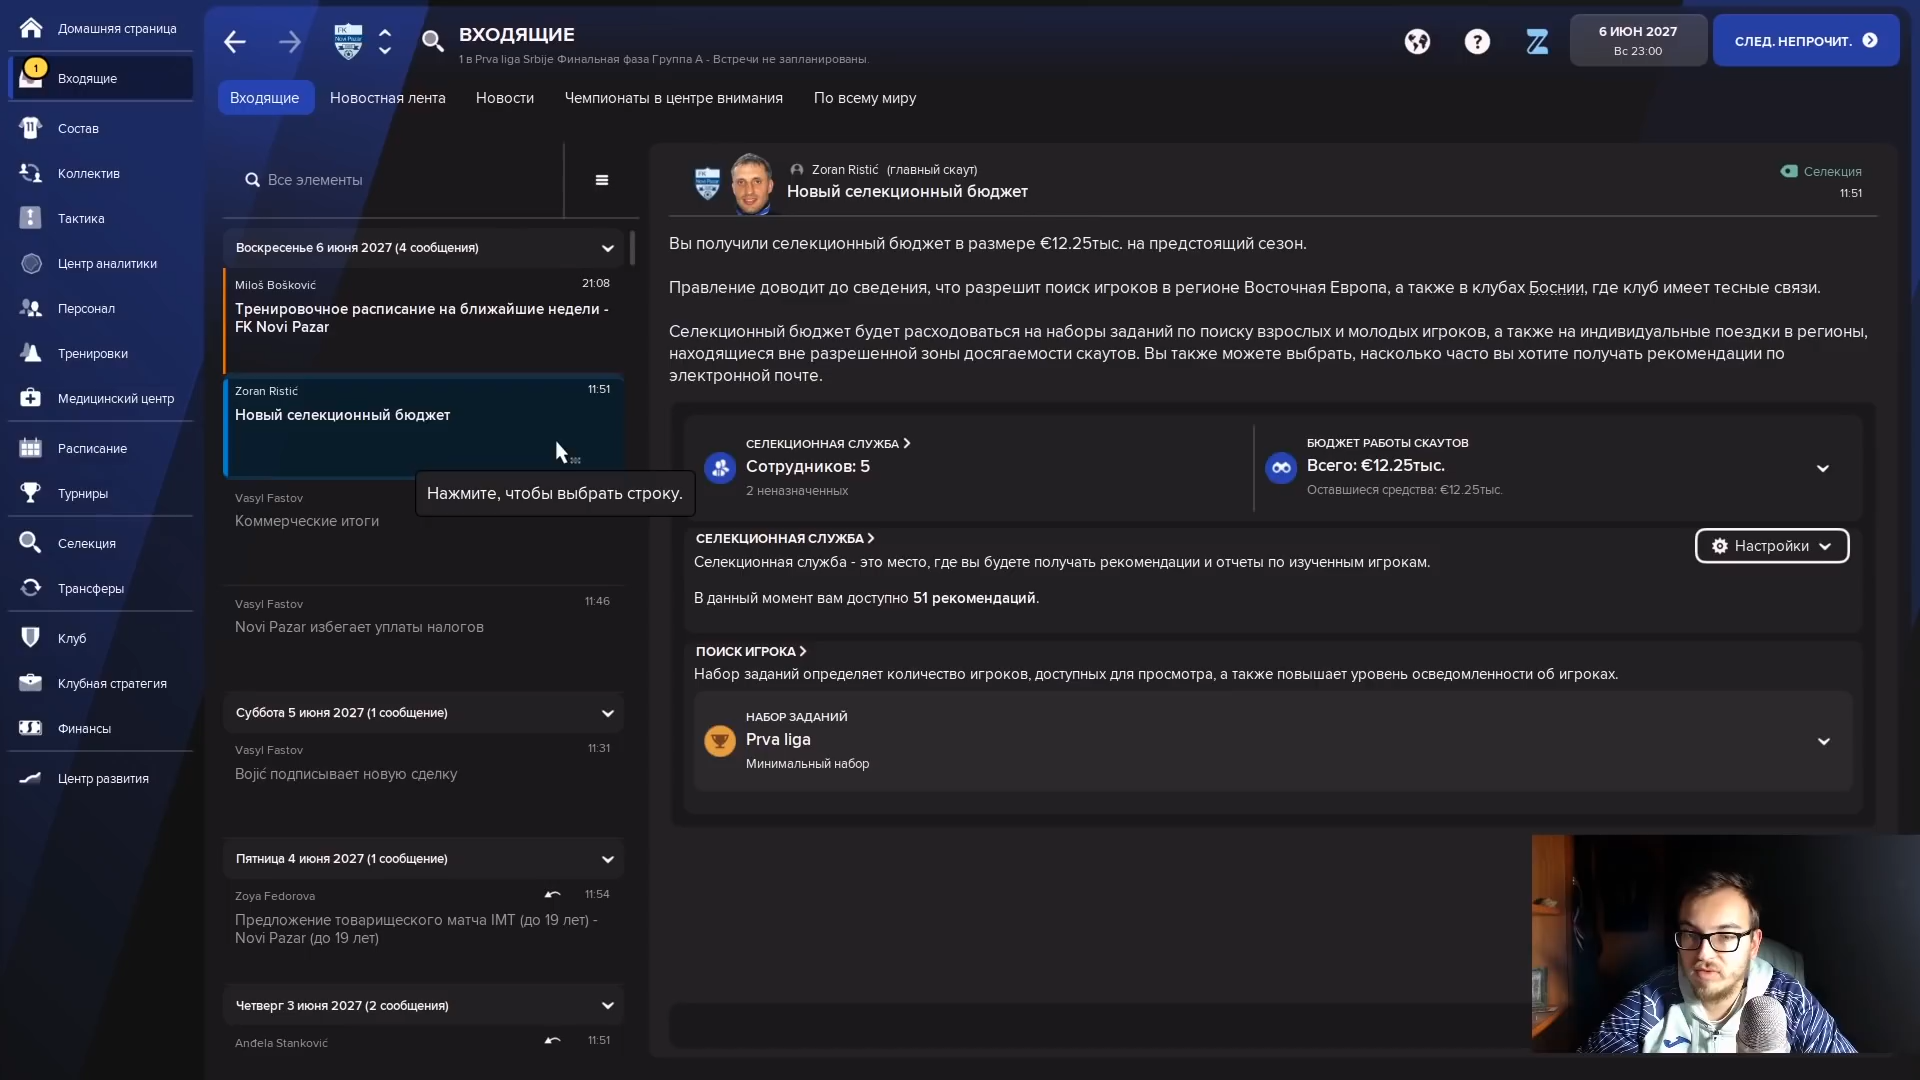 Домашняя страница
1
Входящие
Состав
Коллектив
Тактика
Центр аналитики
Персонал
Тренировки
Медицинский центр
Расписание
Турниры
Селекция
Трансферы
Клуб
Клубная стратегия
Финансы
Центр развития
FK
Novi Pazar
ВХОДЯЩИЕ
1 в Prva liga Srbije Финальная фаза Группа A - Встречи не запланированы.
6 ИЮН 2027
Вс 23:00
СЛЕД. НЕПРОЧИТ.
Входящие
Новостная лента
Новости
Чемпионаты в центре внимания
По всему миру
Все элементы
Воскресенье 6 июня 2027 (4 сообщения)
Miloš Bošković
21:08
Тренировочное расписание на ближайшие недели -
FK Novi Pazar
Zoran Ristić
11:51
Новый селекционный бюджет
Нажмите, чтобы выбрать строку.
Vasyl Fastov
Коммерческие итоги
Vasyl Fastov
11:46
Novi Pazar избегает уплаты налогов
Суббота 5 июня 2027 (1 сообщение)
Vasyl Fastov
11:31
Bojić подписывает новую сделку
Пятница 4 июня 2027 (1 сообщение)
Zoya Fedorova
11:54
Предложение товарищеского матча IMT (до 19 лет) -
Novi Pazar (до 19 лет)
Четверг 3 июня 2027 (2 сообщения)
Anđela Stanković
11:51
Zoran Ristić (главный скаут)
Новый селекционный бюджет
Селекция
11:51
Вы получили селекционный бюджет в размере €12.25тыс. на предстоящий сезон.
Правление доводит до сведения, что разрешит поиск игроков в регионе Восточная Европа, а также в клубах Боснии, где клуб имеет тесные связи.
Селекционный бюджет будет расходоваться на наборы заданий по поиску взрослых и молодых игроков, а также на индивидуальные поездки в регионы,
находящиеся вне разрешенной зоны досягаемости скаутов. Вы также можете выбрать, насколько часто вы хотите получать рекомендации по
электронной почте.
СЕЛЕКЦИОННАЯ СЛУЖБА
Сотрудников: 5
2 неназначенных
БЮДЖЕТ РАБОТЫ СКАУТОВ
Всего: €12.25тыс.
Оставшиеся средства: €12.25тыс.
СЕЛЕКЦИОННАЯ СЛУЖБА
Настройки
Селекционная служба - это место, где вы будете получать рекомендации и отчеты по изученным игрокам.
В данный момент вам доступно 51 рекомендаций.
ПОИСК ИГРОКА
Набор заданий определяет количество игроков, доступных для просмотра, а также повышает уровень осведомленности об игроках.
НАБОР ЗАДАНИЙ
Prva liga
Минимальный набор